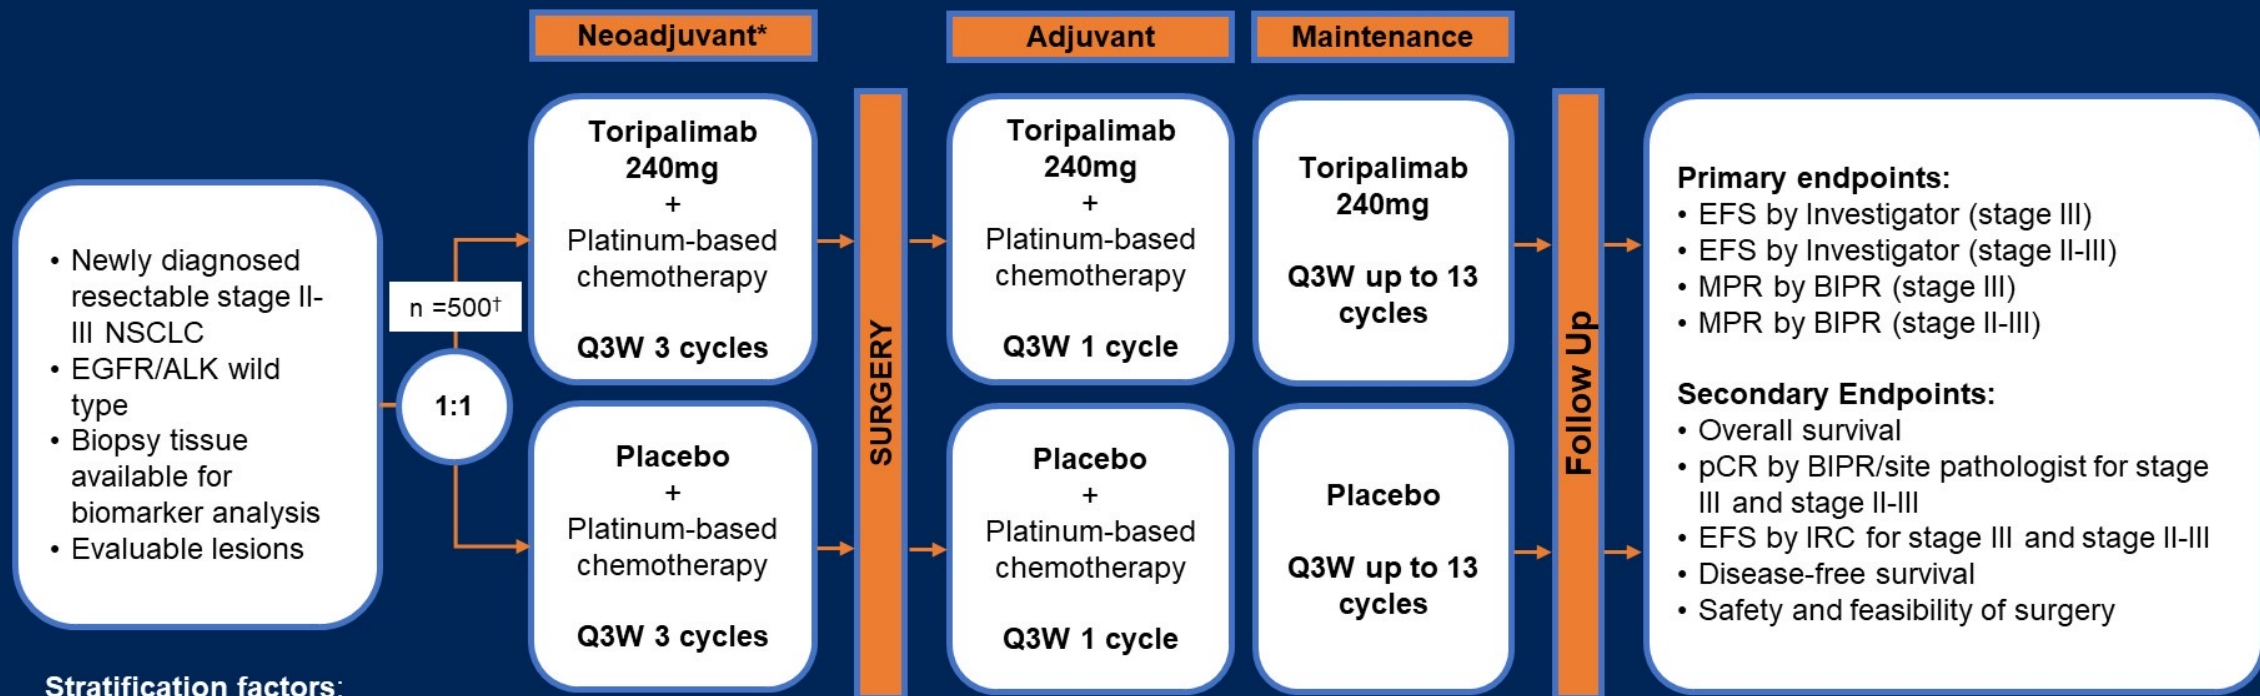 Neoadjuvant*
Adjuvant
Maintenance
• Newly diagnosed
resectable stage II-
III NSCLC
• EGFR/ALK wild
type
• Biopsy tissue
available for
biomarker analysis
• Evaluable lesions
n =500†
1:1
Toripalimab
240mg
+
Platinum-based
chemotherapy
Q3W 3 cycles
Placebo
+
Platinum-based
chemotherapy
Q3W 3 cycles
SURGERY
Toripalimab
240mg
+
Platinum-based
chemotherapy
Q3W 1 cycle
Placebo
+
Platinum-based
chemotherapy
Q3W 1 cycle
Toripalimab
240mg
Q3W up to 13
cycles
Placebo
Q3W up to 13
cycles
Follow Up
Primary endpoints:
• EFS by Investigator (stage III)
• EFS by Investigator (stage II-III)
• MPR by BIPR (stage III)
• MPR by BIPR (stage II-III)
Secondary Endpoints:
• Overall survival
• pCR by BIPR/site pathologist for stage
III and stage II-III
• EFS by IRC for stage III and stage II-III
• Disease-free survival
• Safety and feasibility of surgery
Stratification factors: